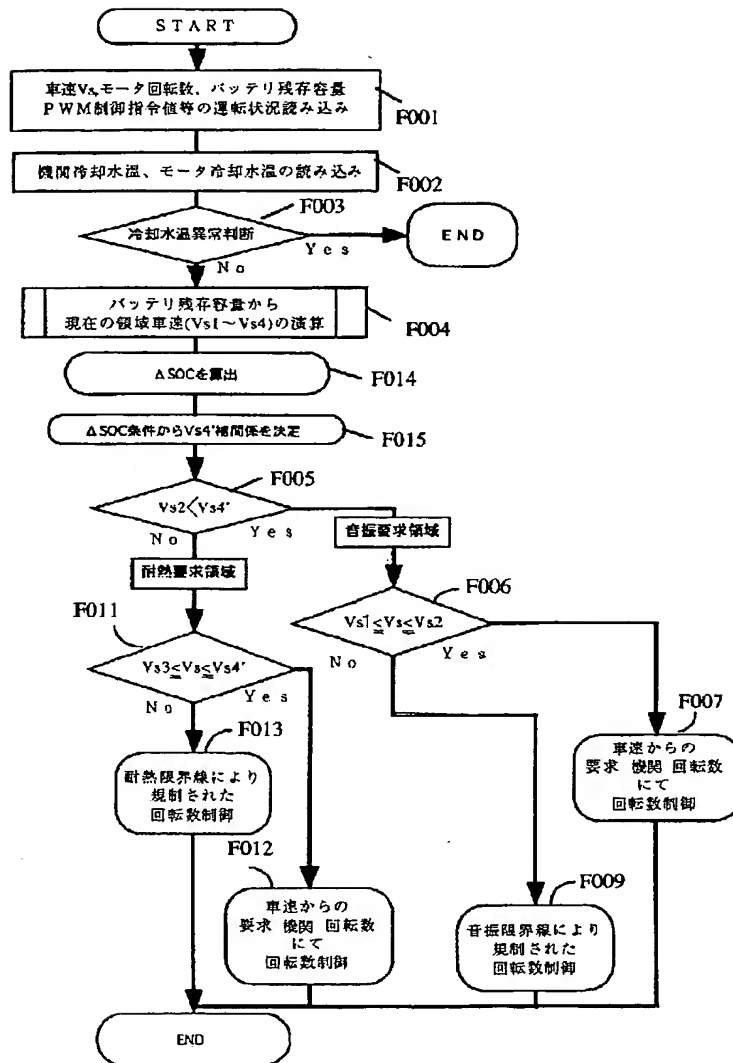 START
車速Vs、モータ回転数、バッテリ残存容量
PWM制御指令値等の運転状況読み込み
F001
機関冷却水温、モータ冷却水温の読み込み
F002
F003
冷却水温異常判断
Yes
END
No
バッテリ残存容量から
現在の領域車速(Vs1～Vs4)の演算
F004
ΔSOCを算出
F014
ΔSOC条件からVs4'補間係を決定
F015
F005
Vs2<Vs4'
No
Yes
音振要求領域
耐熱要求領域
F006
F011
Vs1≦Vs≦Vs2
No
Yes
Vs3≦Vs≦Vs4'
No
Yes
F007
F013
車速からの
要求 機関 回転数
にて
回転数制御
耐熱限界線により
規制された
回転数制御
F012
F009
車速からの
要求 機関 回転数
にて
回転数制御
音振限界線により
規制された
回転数制御
END